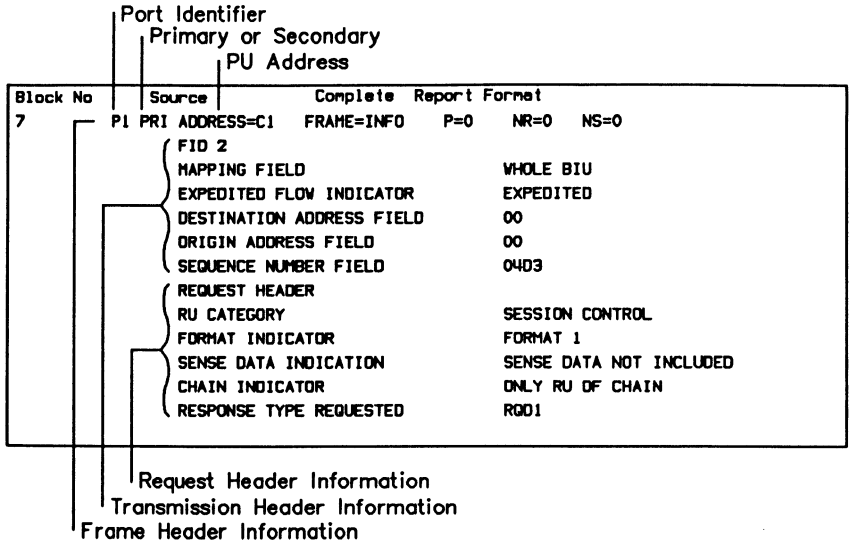 Port Identifier
Primary or Secondary
PU Address
Block No Source Complete Report Format
7 P1 PRI ADDRESS=C1 FRAME=INFO P=0 NR=0 NS=0
FID 2
MAPPING FIELD WHOLE BIU
EXPEDITED FLOW INDICATOR EXPEDITED
DESTINATION ADDRESS FIELD 00
ORIGIN ADDRESS FIELD 00
SEQUENCE NUMBER FIELD 04D3
REQUEST HEADER
RU CATEGORY SESSION CONTROL
FORMAT INDICATOR FORMAT 1
SENSE DATA INDICATION SENSE DATA NOT INCLUDED
CHAIN INDICATOR ONLY RU OF CHAIN
RESPONSE TYPE REQUESTED RQD1
Request Header Information
Transmission Header Information
Frame Header Information